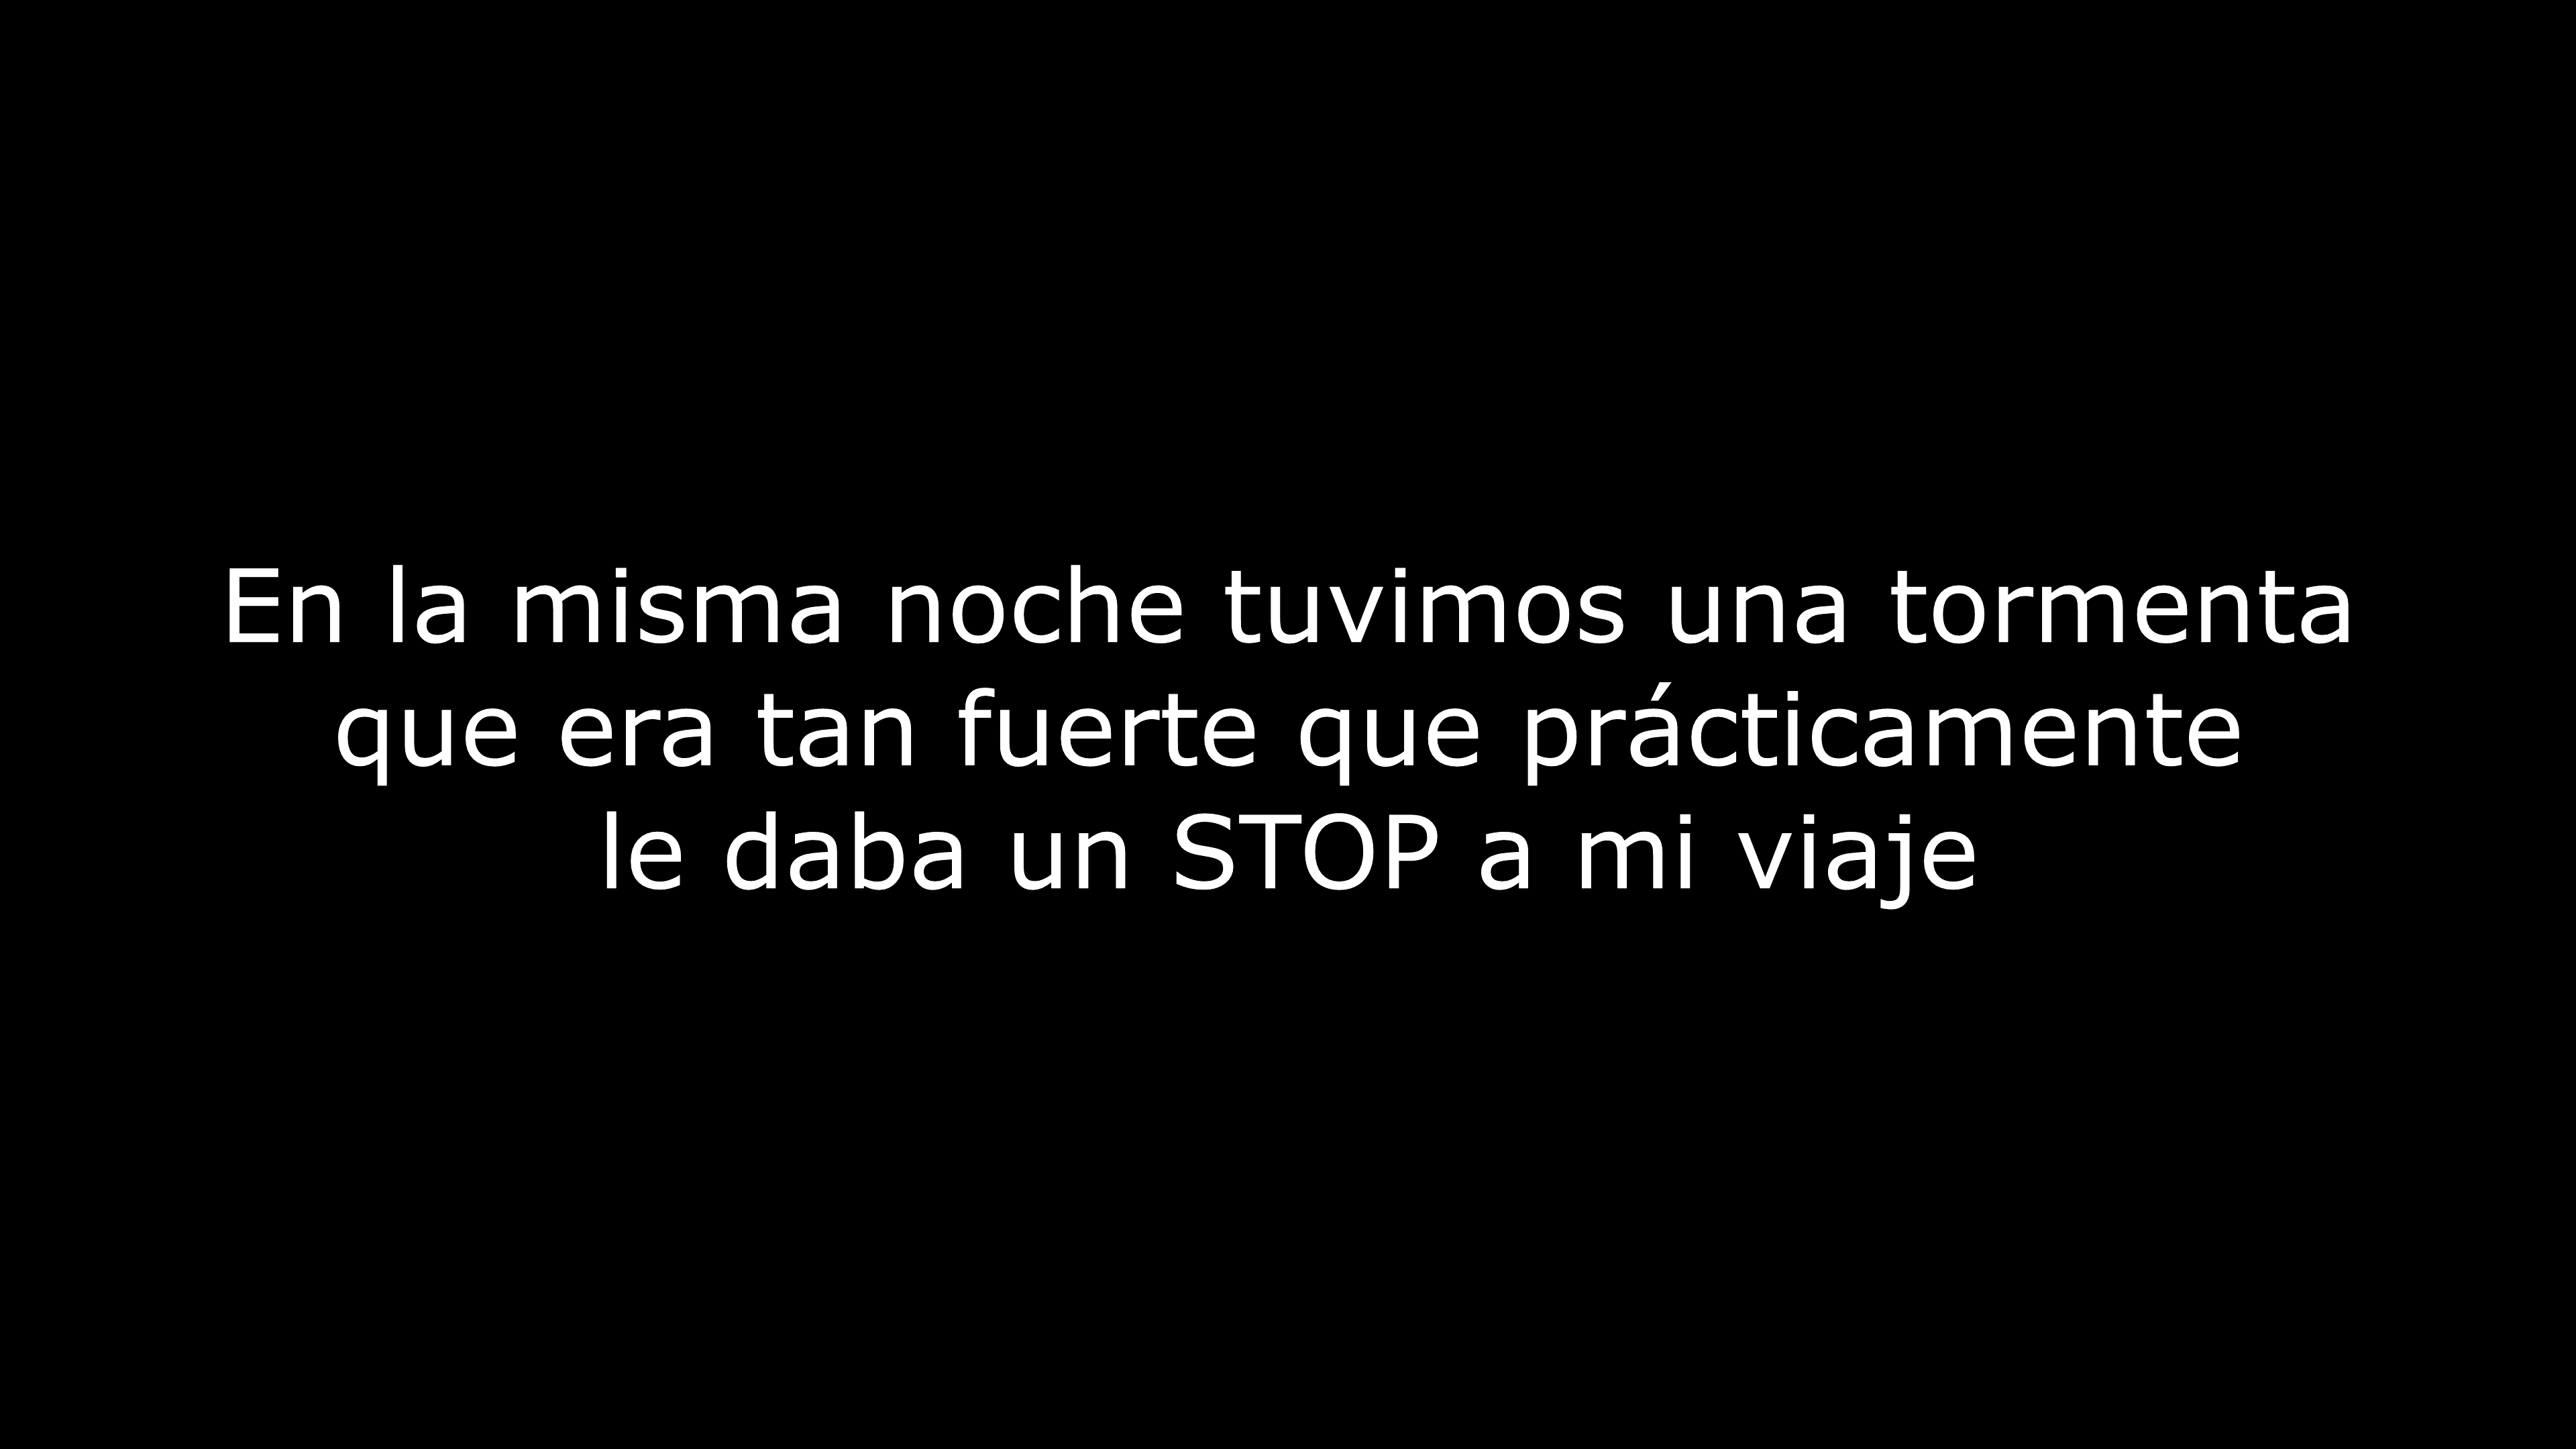 En la misma noche tuvimos una tormenta
que era tan fuerte que prácticamente
le daba un STOP a mi viaje